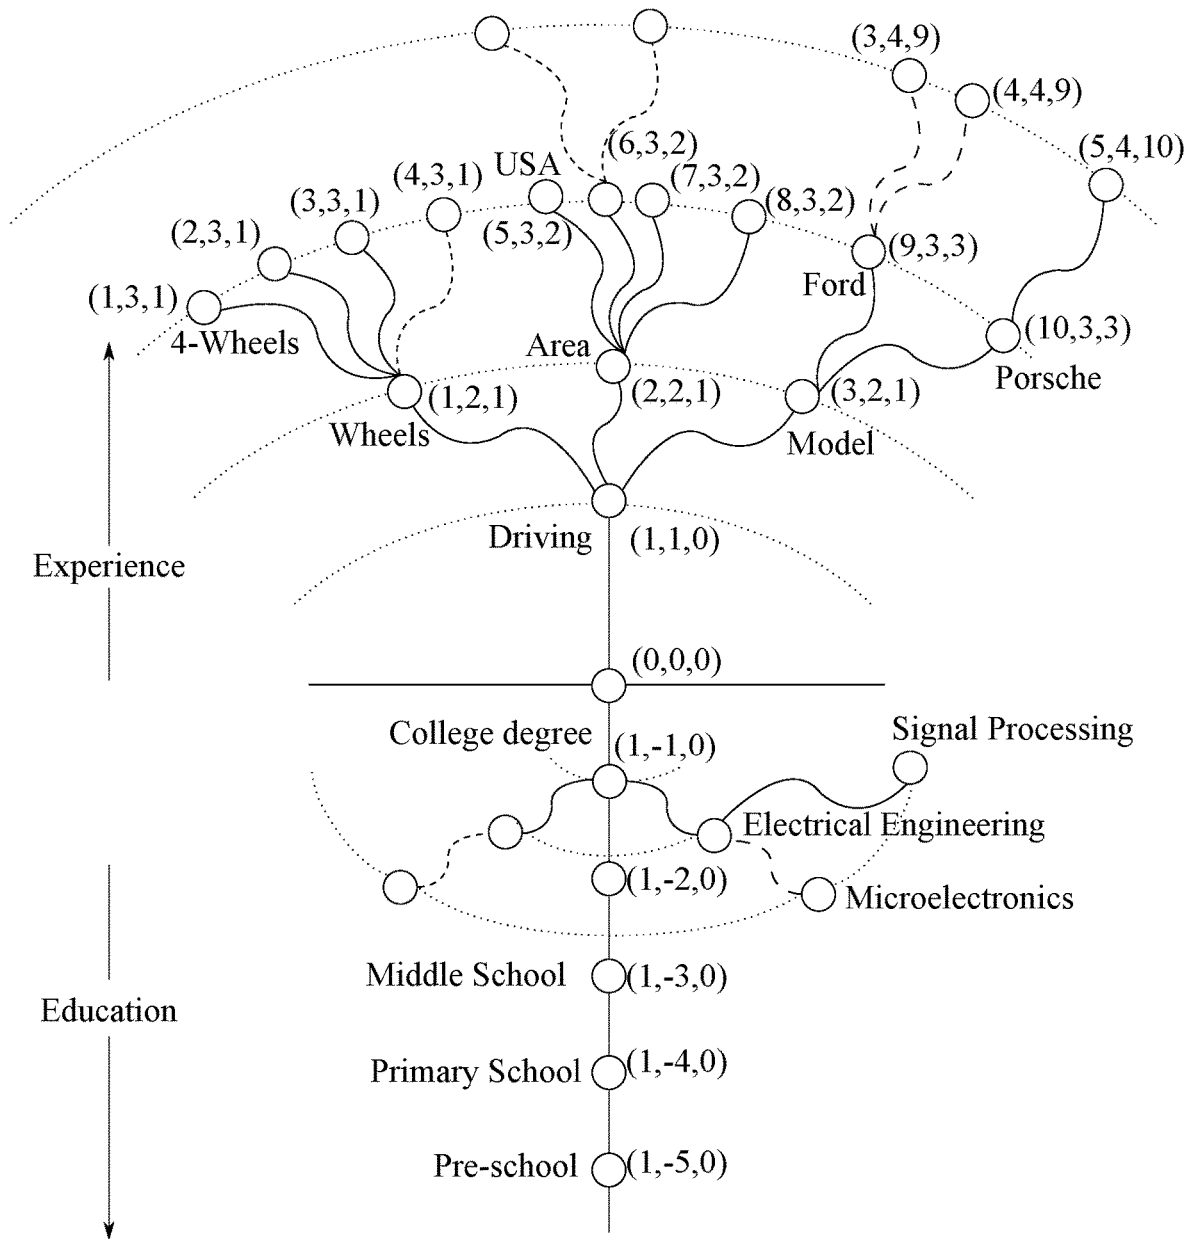 (3,4,9)
(4,4,9)
(5,4,10)
(6,3,2)
USA
(7,3,2)
(4,3,1)
(8,3,2)
(3,3,1)
(5,3,2)
(2,3,1)
(9,3,3)
(1,3,1)
Ford
4-Wheels
(10,3,3)
Area
Porsche
(1,2,1)
(2,2,1)
(3,2,1)
Wheels
Model
Driving
(1,1,0)
Experience
(0,0,0)
College degree
(1,-1,0)
Signal Processing
Electrical Engineering
(1,-2,0)
Microelectronics
Middle School
(1,-3,0)
Education
Primary School
(1,-4,0)
Pre-school
(1,-5,0)